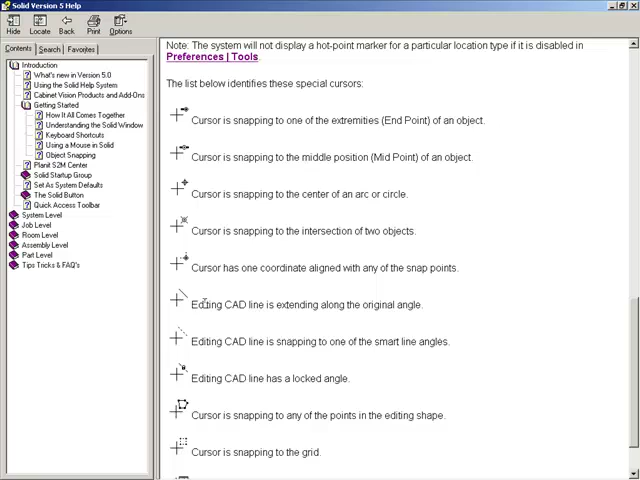 Solid Version 5 Help
Hide Locate Back Print Options
Contents Search Favorites
Introduction
What's new in Version 5.0
Using the Solid Help System
Cabinet Vision Products and Add-Ons
Getting Started
How It All Comes Together
Understanding the Solid Window
Keyboard Shortcuts
Using a Mouse in Solid
Object Snapping
Planit S2M Center
Solid Startup Group
Set As System Defaults
The Solid Button
Quick Access Toolbar
System Level
Job Level
Room Level
Assembly Level
Part Level
Tips Tricks & FAQ's
Note: The system will not display a hot-point marker for a particular location type if it is disabled in
Preferences | Tools
The list below identifies these special cursors:
Cursor is snapping to one of the extremities (End Point) of an object.
Cursor is snapping to the middle position (Mid Point) of an object.
Cursor is snapping to the center of an arc or circle.
Cursor is snapping to the intersection of two objects.
Cursor has one coordinate aligned with any of the snap points.
Editing CAD line is extending along the original angle.
Editing CAD line is snapping to one of the smart line angles.
Editing CAD line has a locked angle.
Cursor is snapping to any of the points in the editing shape.
Cursor is snapping to the grid.